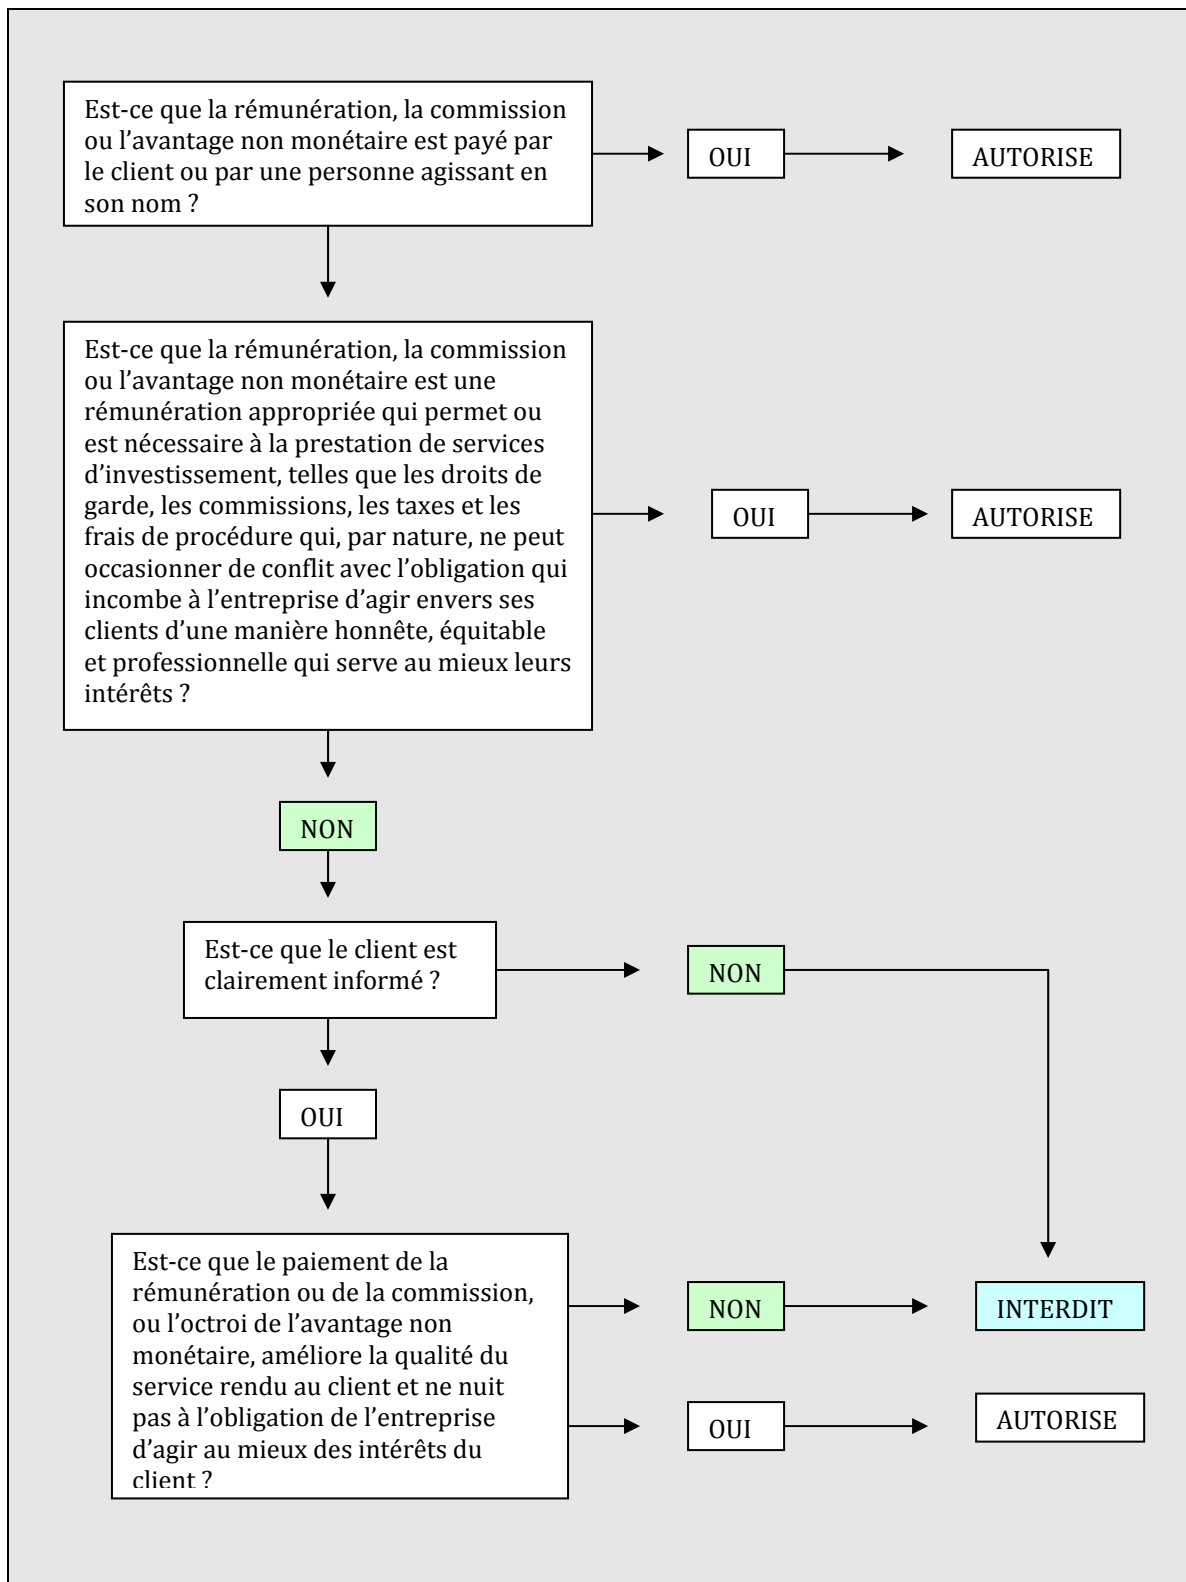 Est-ce que la rémunération, la commission
ou l’avantage non monétaire est payé par
le client ou par une personne agissant en
son nom ?
OUI
AUTORISE
Est-ce que la rémunération, la commission
ou l’avantage non monétaire est une
rémunération appropriée qui permet ou
est nécessaire à la prestation de services
d’investissement, telles que les droits de
garde, les commissions, les taxes et les
frais de procédure qui, par nature, ne peut
occasionner de conflit avec l’obligation qui
incombe à l’entreprise d’agir envers ses
clients d’une manière honnête, équitable
et professionnelle qui serve au mieux leurs
intérêts ?
OUI
AUTORISE
NON
Est-ce que le client est
clairement informé ?
NON
OUI
Est-ce que le paiement de la
rémunération ou de la commission,
ou l’octroi de l’avantage non
monétaire, améliore la qualité du
service rendu au client et ne nuit
pas à l’obligation de l’entreprise
d’agir au mieux des intérêts du
client ?
NON
INTERDIT
OUI
AUTORISE